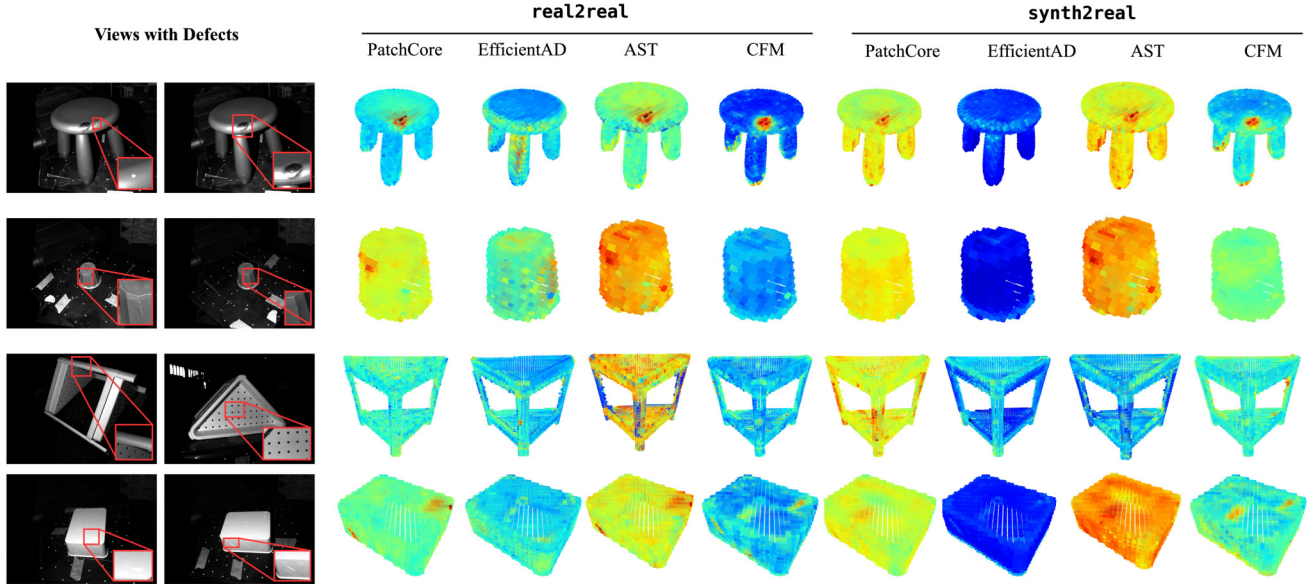 real2real synth2real
Views with Defects
PatchCore EfficientAD AST CFM PatchCore EfficientAD AST CFM